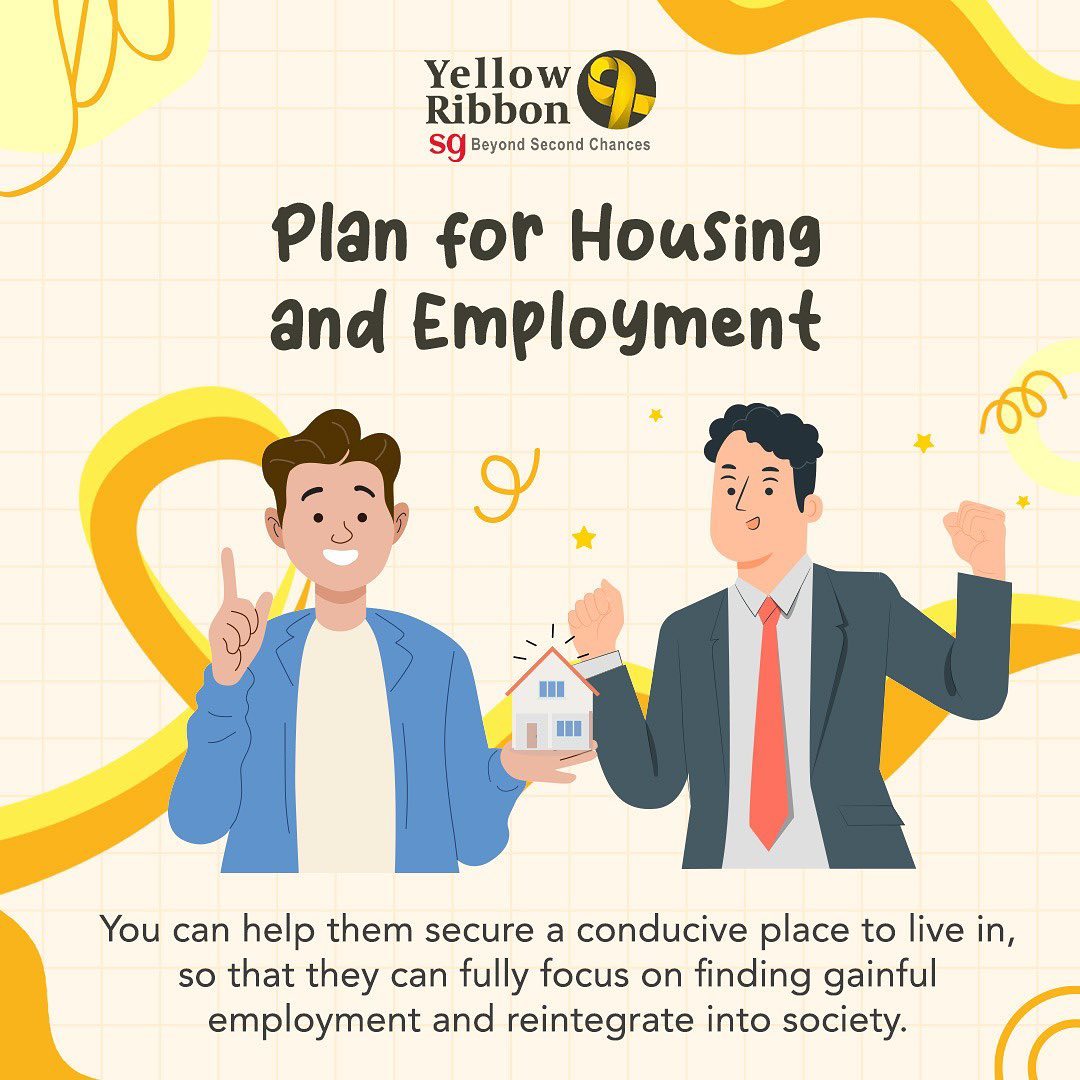 Yellow
Ribbon
sg Beyond Second Chances
Plan for Housing
and Employment
You can help them secure a conducive place to live in,
so that they can fully focus on finding gainful
employment and reintegrate into society.